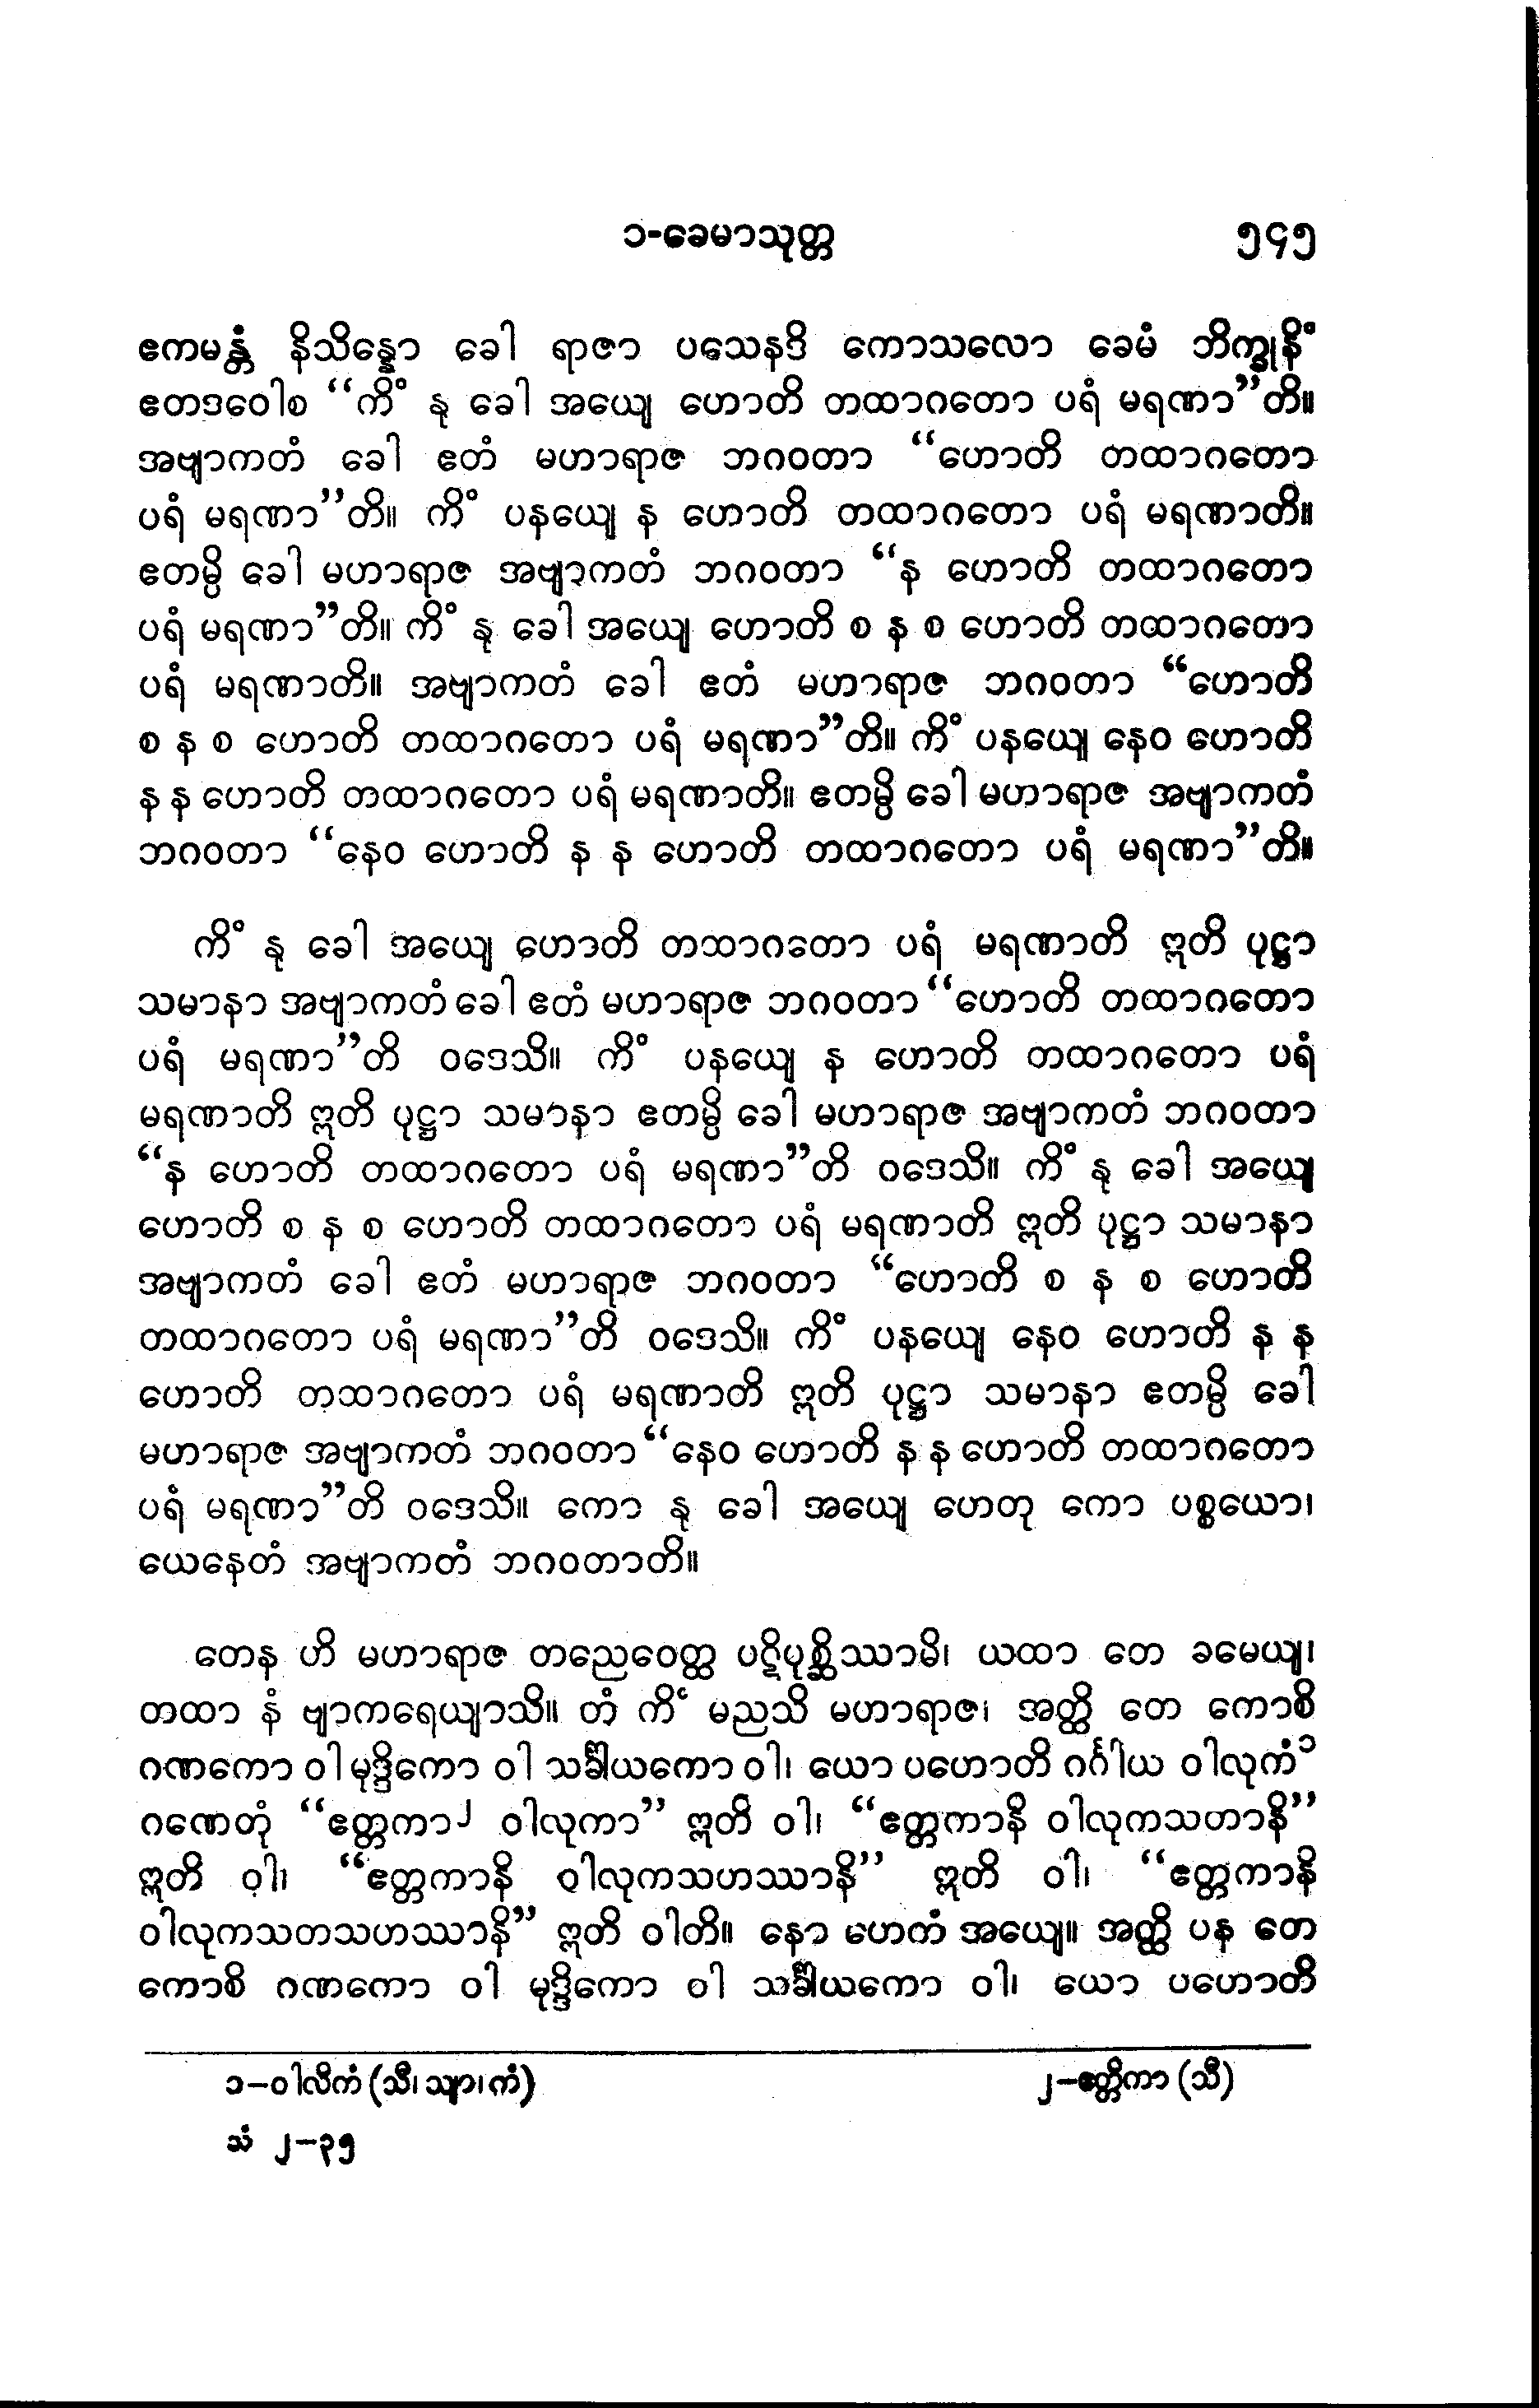 ၁-ခေမာသုတ္တ ၅၄၅
ဧကမန္တံ နိသိန္နော ခေါ ရာဇာ ပသေနဒိ ကောသလော ခေမံ ဘိက္ခုနိံ
ဧတဒဝေါစ “ကိံ နု ခေါ အယျေ ဟောတိ တထာဂတော ပရံ မရဏာ”တိ။
အဗျာကတံ ခေါ ဧတံ မဟာရာဇ ဘဂဝတာ “ဟောတိ တထာဂတော
ပရံ မရဏာ”တိ။ ကိံ ပနယျေ န ဟောတိ တထာဂတော ပရံ မရဏာတိ။
ဧတမ္ပိ ခေါ မဟာရာဇ အဗျာကတံ ဘဂဝတာ “န ဟောတိ တထာဂတော
ပရံ မရဏာ”တိ။ ကိံ နု ခေါ အယျေ ဟောတိ စ န စ ဟောတိ တထာဂတော
ပရံ မရဏာတိ။ အဗျာကတံ ခေါ ဧတံ မဟာရာဇ ဘဂဝတာ “ဟောတိ
စ န စ ဟောတိ တထာဂတော ပရံ မရဏာ”တိ။ ကိံ ပနယျေ နေဝ ဟောတိ
န န ဟောတိ တထာဂတော ပရံ မရဏာတိ။ ဧတမ္ပိ ခေါ မဟာရာဇ အဗျာကတံ
ဘဂဝတာ “နေဝ ဟောတိ န န ဟောတိ တထာဂတော ပရံ မရဏာ”တိ။
ကိံ နု ခေါ အယျေ ဟောတိ တထာဂတော ပရံ မရဏာတိ ဣတိ ပုဋ္ဌာ
သမာနာ အဗျာကတံ ခေါ ဧတံ မဟာရာဇ ဘဂဝတာ “ဟောတိ တထာဂတော
ပရံ မရဏာ”တိ ဝဒေသိ။ ကိံ ပနယျေ န ဟောတိ တထာဂတော ပရံ
မရဏာတိ ဣတိ ပုဋ္ဌာ သမာနာ ဧတမ္ပိ ခေါ မဟာရာဇ အဗျာကတံ ဘဂဝတာ
“န ဟောတိ တထာဂတော ပရံ မရဏာ”တိ ဝဒေသိ။ ကိံ နု ခေါ အယျေ
ဟောတိ စ န စ ဟောတိ တထာဂတော ပရံ မရဏာတိ ဣတိ ပုဋ္ဌာ သမာနာ
အဗျာကတံ ခေါ ဧတံ မဟာရာဇ ဘဂဝတာ “ဟောတိ စ န စ ဟောတိ
တထာဂတော ပရံ မရဏာ”တိ ဝဒေသိ။ ကိံ ပနယျေ နေဝ ဟောတိ န န
ဟောတိ တထာဂတော ပရံ မရဏာတိ ဣတိ ပုဋ္ဌာ သမာနာ ဧတမ္ပိ ခေါ
မဟာရာဇ အဗျာကတံ ဘဂဝတာ “နေဝ ဟောတိ န န ဟောတိ တထာဂတော
ပရံ မရဏာ”တိ ဝဒေသိ။ ကော နု ခေါ အယျေ ဟေတု ကော ပစ္စယော၊
ယေနေတံ အဗျာကတံ ဘဂဝတာတိ။
တေန ဟိ မဟာရာဇ တညေဝေတ္ထ ပဋိပုစ္ဆိဿာမိ၊ ယထာ တေ ခမေယျ၊
တထာ နံ ဗျာကရေယျာသိ။ တံ ကိံ မညသိ မဟာရာဇ၊ အတ္ထိ တေ ကောစိ
ဂဏကော ဝါ မုဒ္ဒိကော ဝါ သင်္ခါယကော ဝါ၊ ယော ပဟောတိ ဂင်္ဂါယ ဝါလုကံ၁
ဂဏေတုံ “ဧတ္တကာ၂ ဝါလုကာ” ဣတိ ဝါ၊ “ဧတ္တကာနိ ဝါလုကသတာနိ”
ဣတိ ဝါ၊ “ဧတ္တကာနိ ဝါလုကသဟဿာနိ” ဣတိ ဝါ၊ “ဧတ္တကာနိ
ဝါလုကသတသဟဿာနိ” ဣတိ ဝါတိ။ နော ဟေတံ အယျေ။ အတ္ထိ ပန တေ
ကောစိ ဂဏကော ဝါ မုဒ္ဒိကော ဝါ သင်္ခါယကော ဝါ၊ ယော ပဟောတိ
၁–ဝါလိကံ (သီ၊ သျာ၊ ကံ) ၂–ဧတ္တိကာ (သီ)
သံ ၂–၃၅